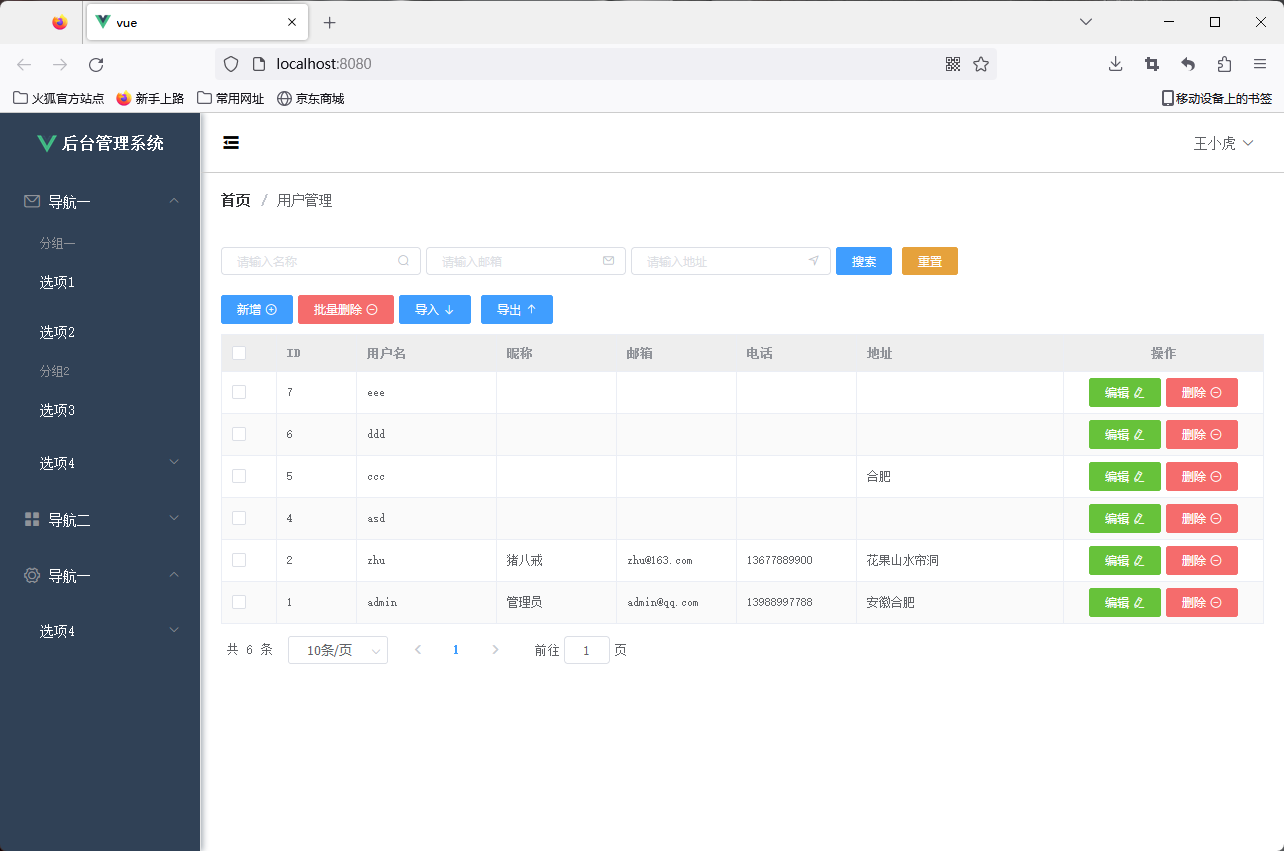 vue
localhost:8080
火狐官方站点 新手上路 常用网址 京东商城 移动设备上的书签
后台管理系统
王小虎
导航一
分组一
选项1
选项2
分组2
选项3
选项4
导航二
导航一
选项4
首页 / 用户管理
请输入名称 请输入邮箱 请输入地址 搜索 重置
新增 批量删除 导入 导出
ID 用户名 昵称 邮箱 电话 地址 操作
7 eee 编辑 删除
6 ddd 编辑 删除
5 ccc 合肥 编辑 删除
4 asd 编辑 删除
2 zhu 猪八戒 zhu@163.com 13677889900 花果山水帘洞 编辑 删除
1 admin 管理员 admin@qq.com 13988997788 安徽合肥 编辑 删除
共 6 条 10条/页 1 前往 1 页